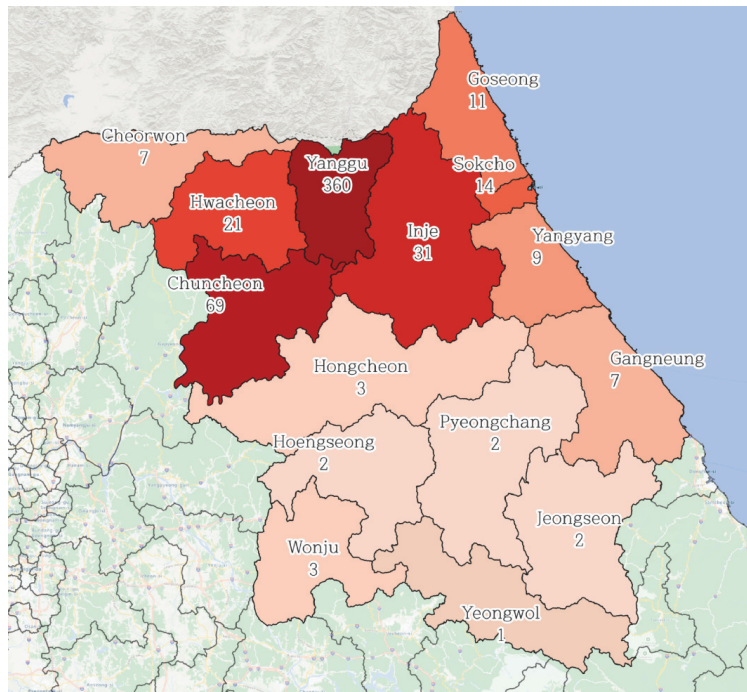 Goseong
11
Cheorwon
7
Yanggu
360
Sokcho
14
Hwacheon
21
Inje
31
Yangyang
9
Chuncheon
69
Hongcheon
3
Gangneung
7
Pyeongchang
2
Hoengseong
2
Jeongseon
2
Wonju
3
Yeongwol
1